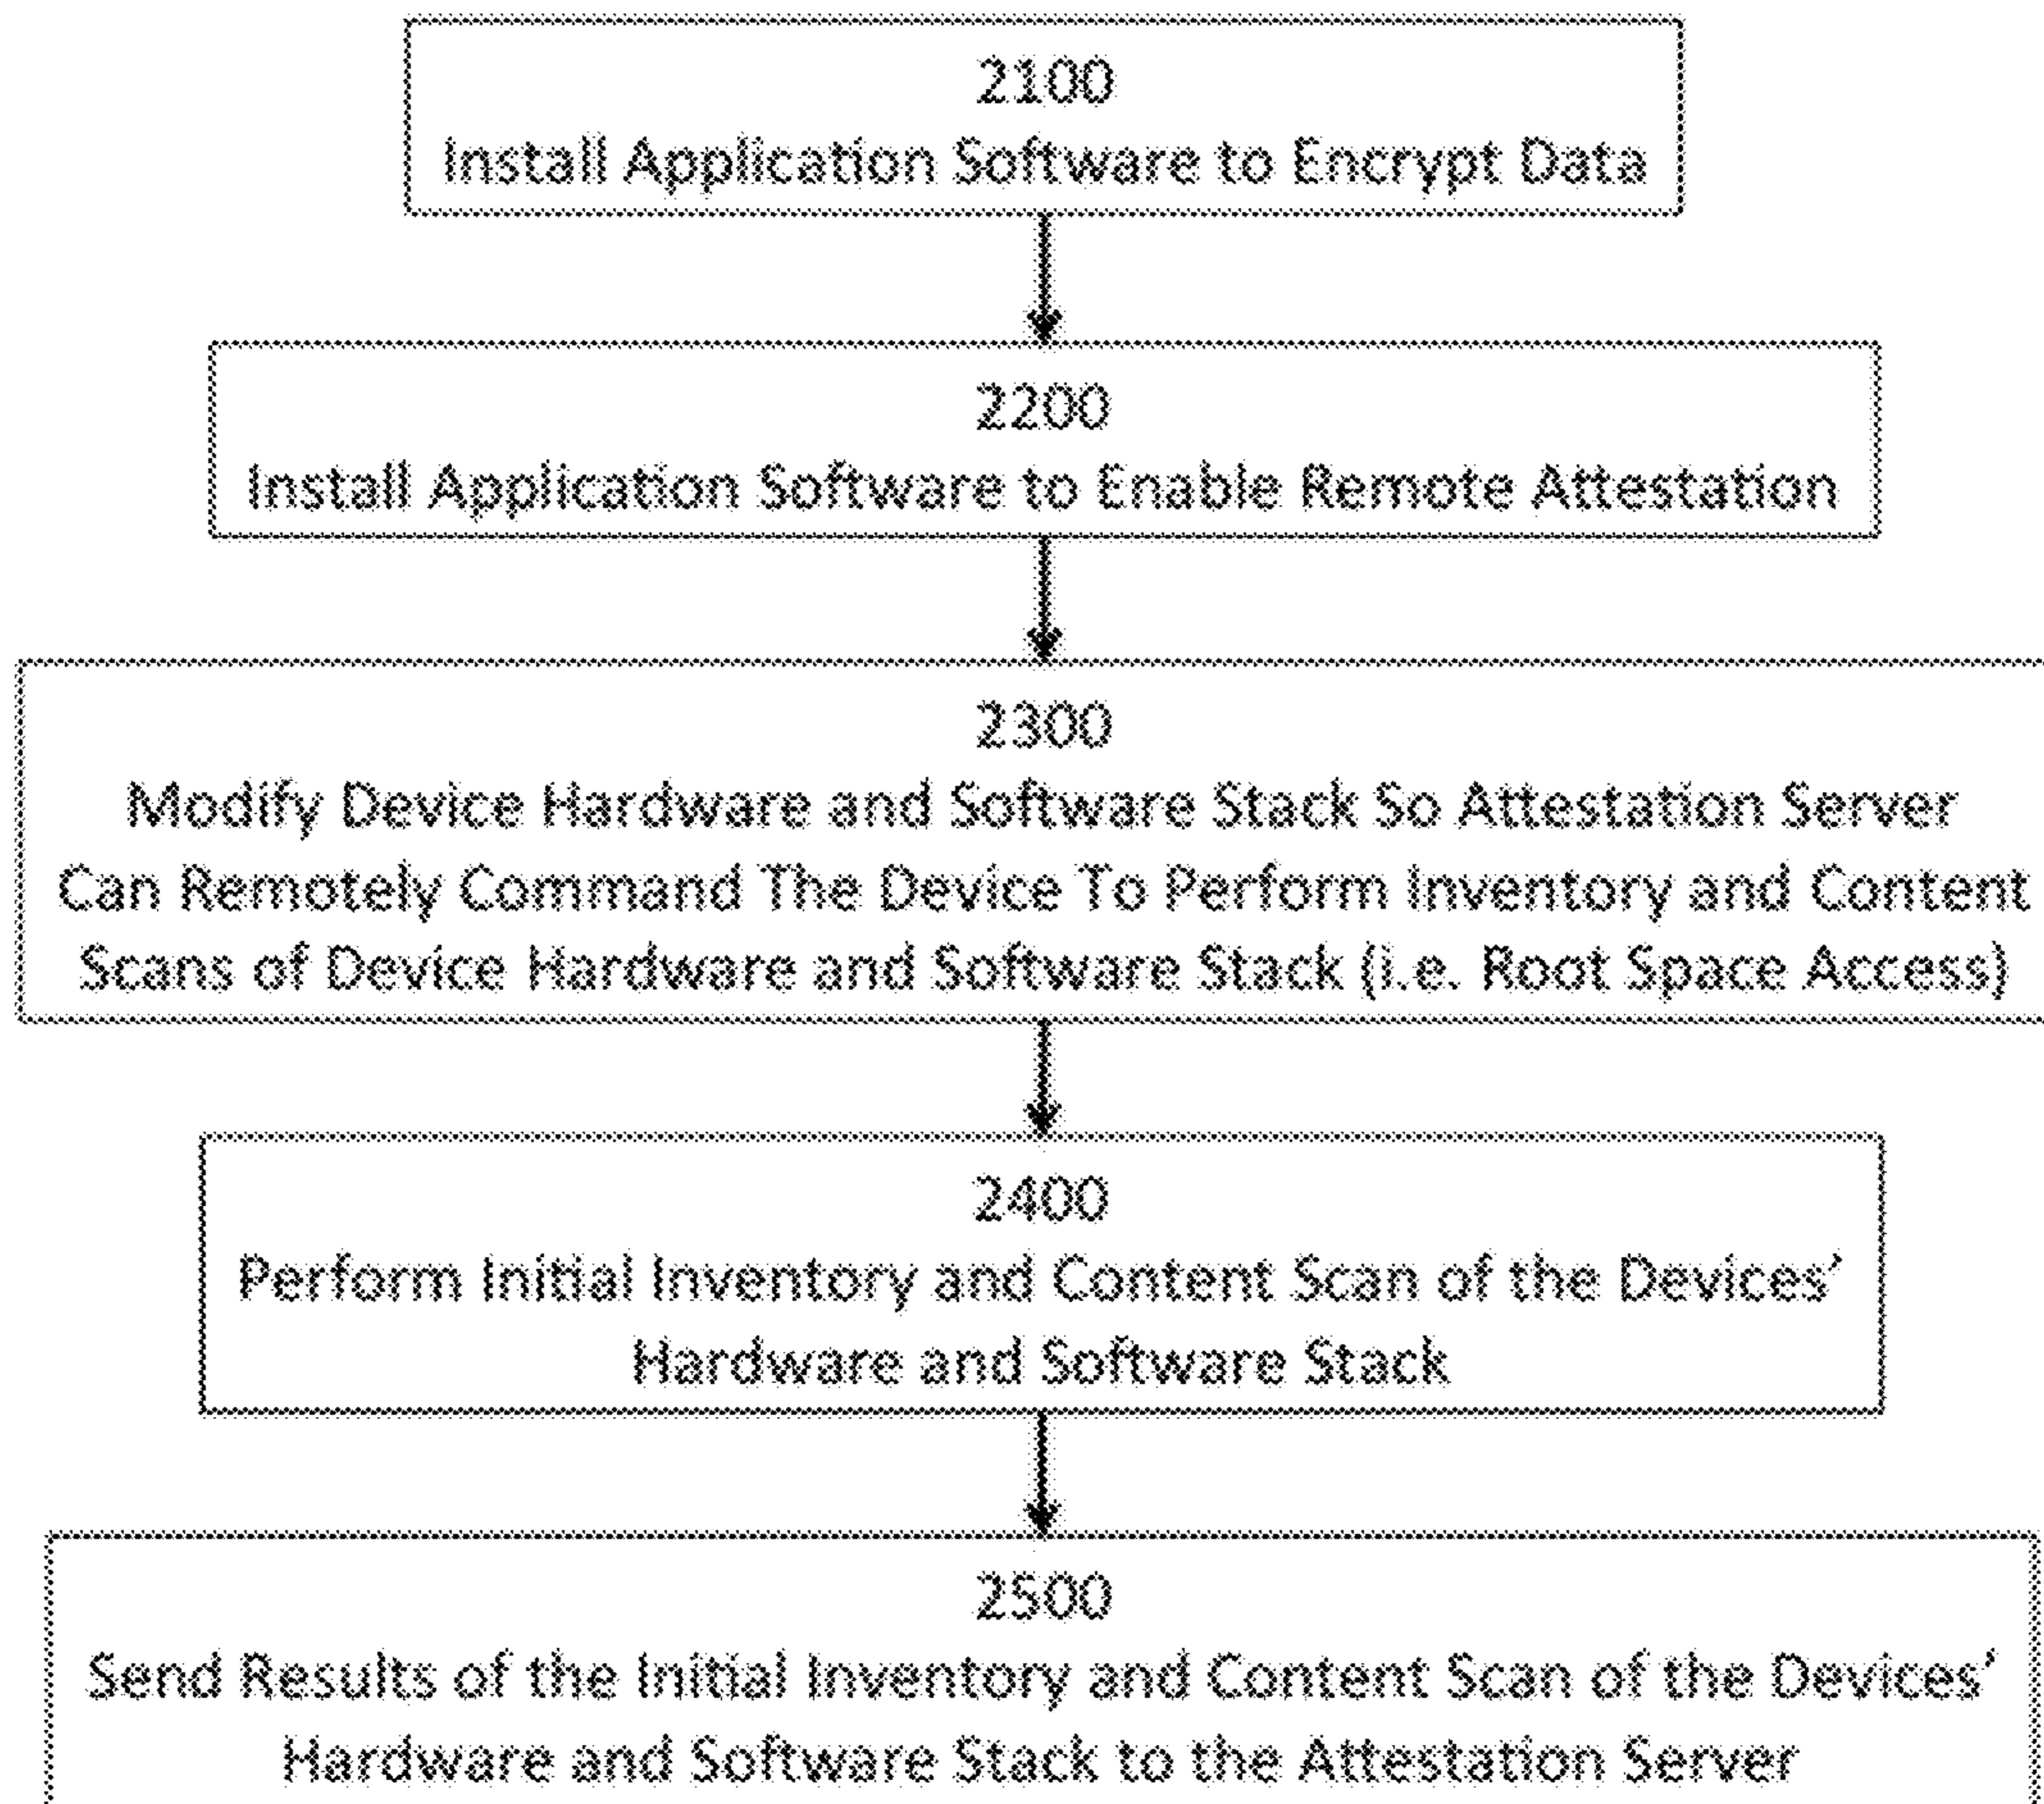 2100
Install Application Software to Encrypt Data
2200
Install Application Software to Enable Remote Attestation
2300
Modify Device Hardware and Software Stack So Attestation Server
Can Remotely Command The Device To Perform Inventory and Content
Scans of Device Hardware and Software Stack (i.e. Root Space Access)
2400
Perform Initial Inventory and Content Scan of the Devices’
Hardware and Software Stack
2500
Send Results of the Initial Inventory and Content Scan of the Devices’
Hardware and Software Stack to the Attestation Server